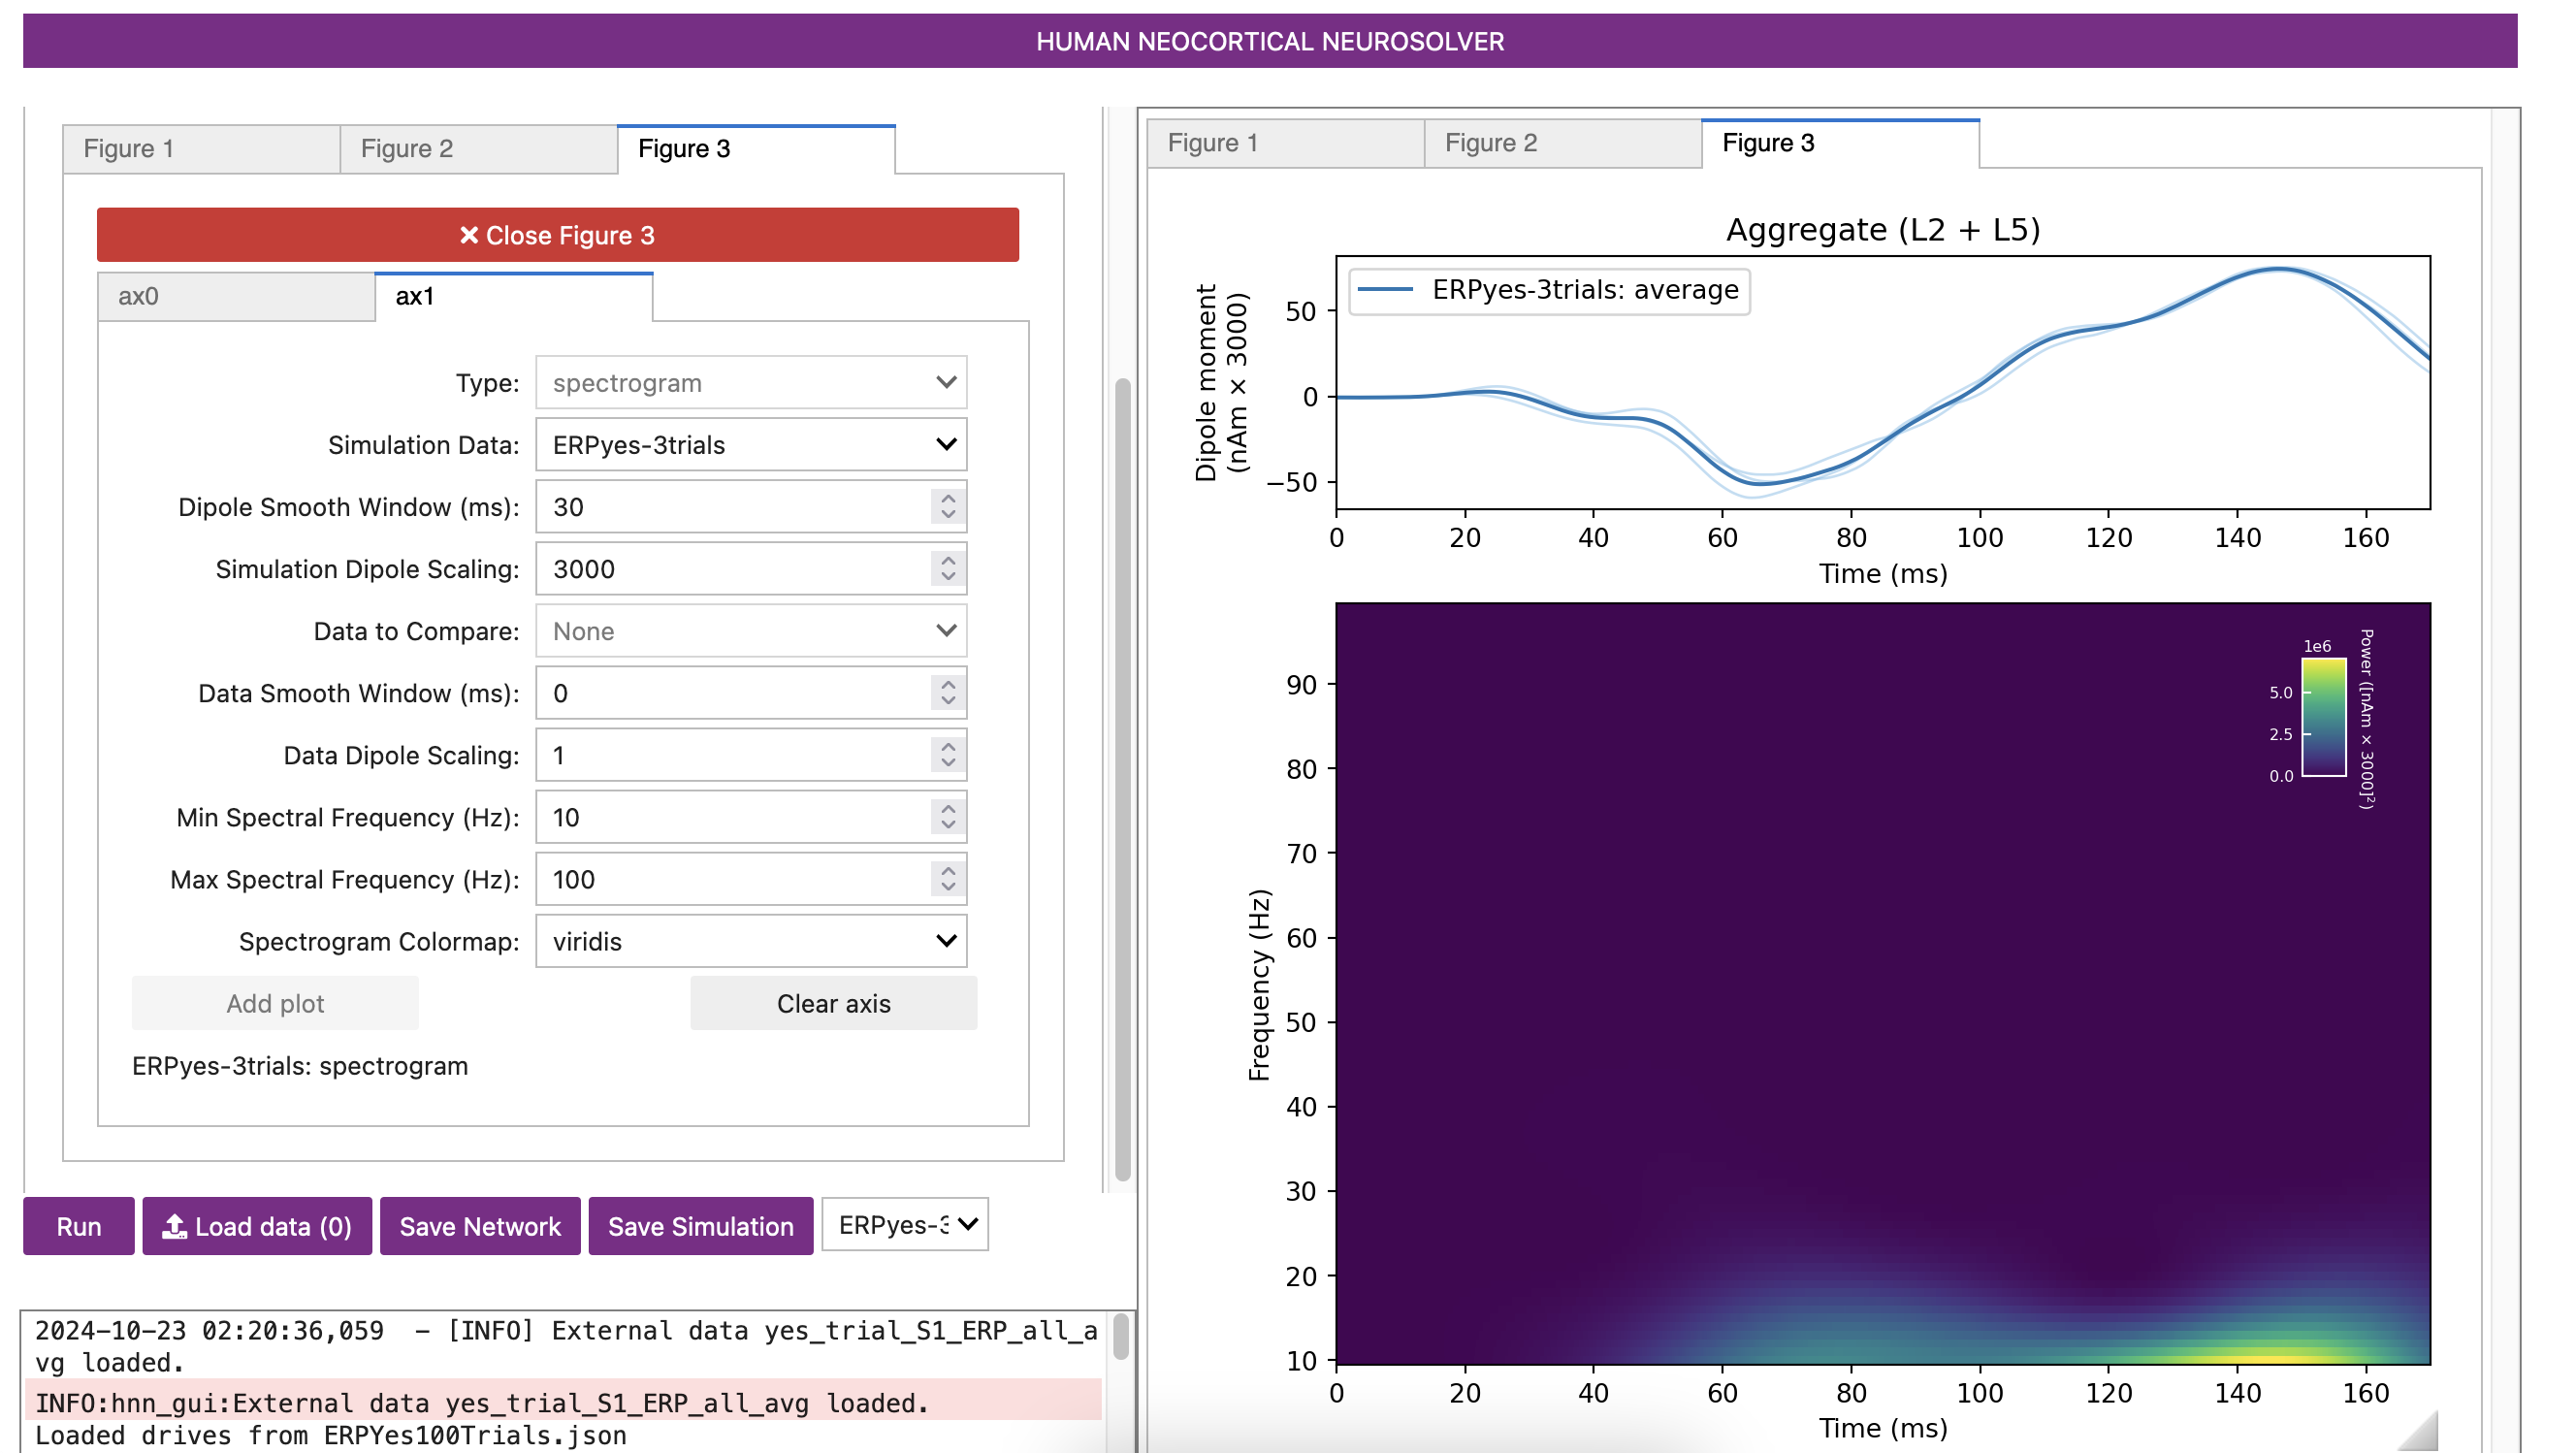 HUMAN NEOCORTICAL NEUROSOLVER
Figure 1
Figure 2
Figure 3
✖ Close Figure 3
ax0
ax1
Type: spectrogram
Simulation Data: ERPyes-3trials
Dipole Smooth Window (ms): 30
Simulation Dipole Scaling: 3000
Data to Compare: None
Data Smooth Window (ms): 0
Data Dipole Scaling: 1
Min Spectral Frequency (Hz): 10
Max Spectral Frequency (Hz): 100
Spectrogram Colormap: viridis
Add plot
Clear axis
ERPyes-3trials: spectrogram
Run
Load data (0)
Save Network
Save Simulation
ERPyes-3
2024-10-23 02:20:36,059 - [INFO] External data yes_trial_S1_ERP_all_a
vg loaded.
INFO:hnn_gui:External data yes_trial_S1_ERP_all_avg loaded.
Loaded drives from ERPYes100Trials.json
Figure 1
Figure 2
Figure 3
Aggregate (L2 + L5)
ERPyes-3trials: average
Dipole moment
(nAm × 3000)
50
0
−50
0 20 40 60 80 100 120 140 160
Time (ms)
Frequency (Hz)
90
80
70
60
50
40
30
20
10
1e6
5.0
2.5
0.0
Power ([nAm × 3000]²)
0 20 40 60 80 100 120 140 160
Time (ms)